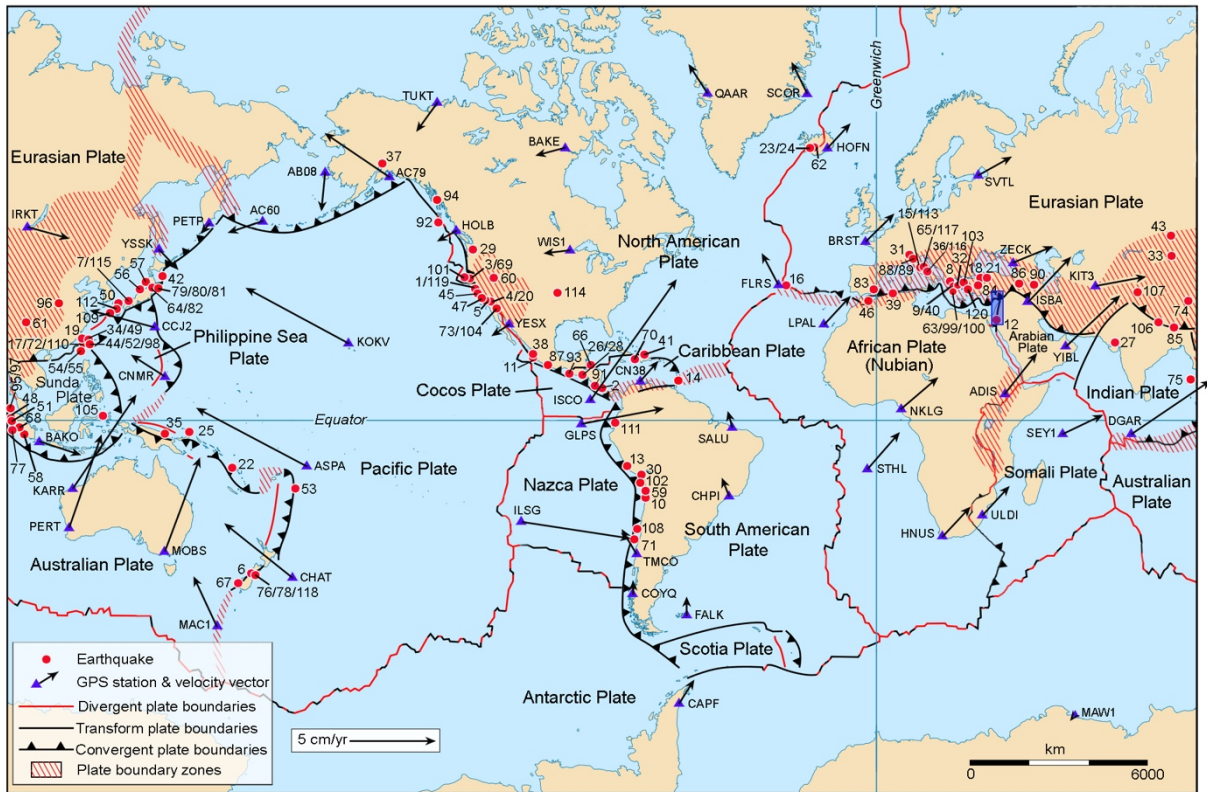 Greenwich
TUKT
QAAR
SCOR
BAKE
23/24
HOFN
62
Eurasian Plate
37
AB08
AC79
SVTL
94
IRKT
PETP
AC60
92
HOLB
Eurasian Plate
BRST
15/113
103
65/117
43
YSSK
29
WIS1
North American
Plate
31
36/116
32
ZECK
33
7/115
57
56
42
101
3/69
1/119
60
88/89
8
18
21
86
90
KIT3
FLRS
16
83
50
79/80/81
45
4/20
114
46
39
9/40
84
ISBA
107
96
112
64/82
47
5
109
CCJ2
73/104
YESX
LPAL
63/99/100
120
12
74
61
34/49
Philippine Sea
Plate
19
17/72/110
44/52/98
KOKV
38
66
70
41
Caribbean Plate
African Plate
(Nubian)
Arabian
Plate
YIBL
27
106
85
54/55
11
87
93
26/28
CN38
95/97
Sunda
Plate
CNMR
91
2
14
Indian
Plate
75
48
51
105
Cocos Plate
ISCO
ADIS
NKLG
68
Equator
35
25
GLPS
111
SALU
SEY1
DGAR
BAKO
77
58
22
ASPA
Pacific Plate
13
30
STHL
Somali Plate
KARR
53
Nazca Plate
102
59
10
CHPI
Australian
Plate
PERT
ILSG
108
South American
Plate
ULDI
HNUS
MOBS
71
TMCO
Australian Plate
6
67
CHAT
76/78/118
COYQ
FALK
MAC1
Scotia Plate
Antarctic Plate
CAPF
MAW1
Earthquake
GPS station & velocity vector
Divergent plate boundaries
Transform plate boundaries
Convergent plate boundaries
Plate boundary zones
5 cm/yr
km
0 6000